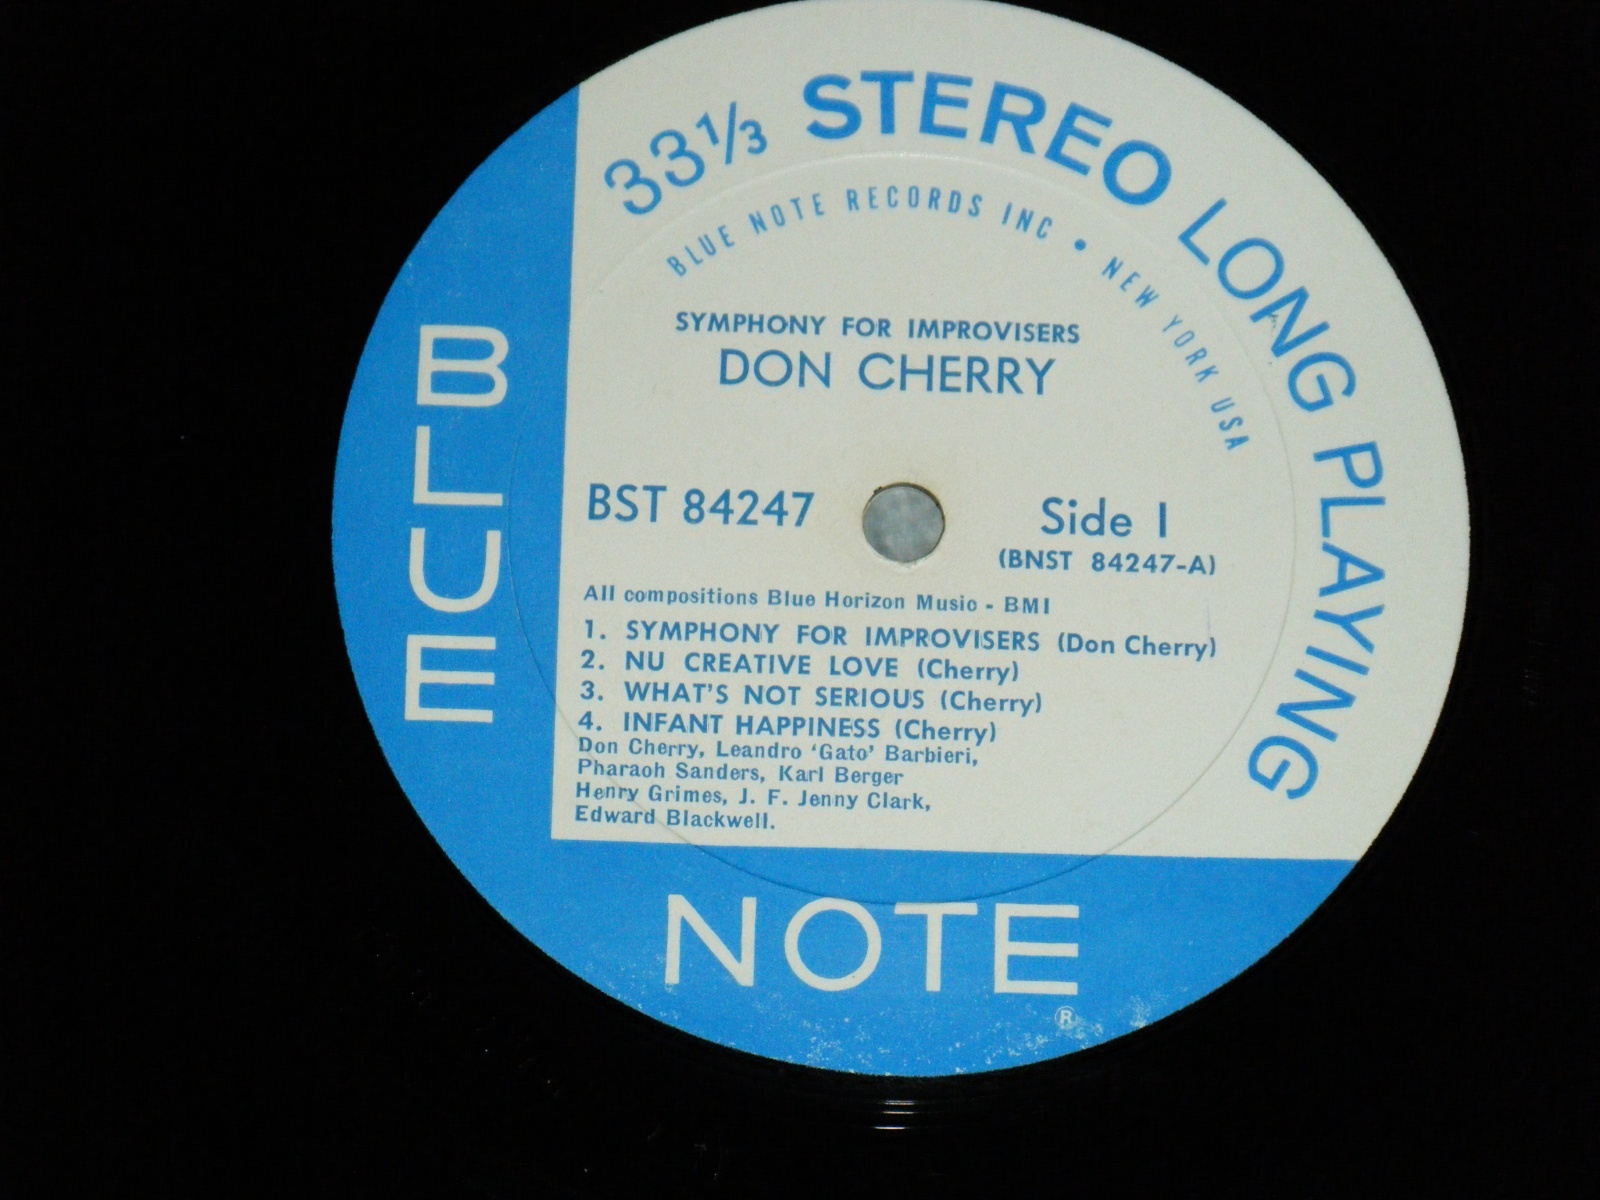 33⅓ STEREO LONG PLAYING
BLUE NOTE RECORDS INC • NEW YORK USA
SYMPHONY FOR IMPROVISERS
DON CHERRY
BST 84247
Side 1
(BNST 84247-A)
All compositions Blue Horizon Music - BMI
1. SYMPHONY FOR IMPROVISERS (Don Cherry)
2. NU CREATIVE LOVE (Cherry)
3. WHAT'S NOT SERIOUS (Cherry)
4. INFANT HAPPINESS (Cherry)
Don Cherry, Leandro 'Gato' Barbieri,
Pharaoh Sanders, Karl Berger
Henry Grimes, J. F. Jenny Clark,
Edward Blackwell.
BLUE
NOTE
®